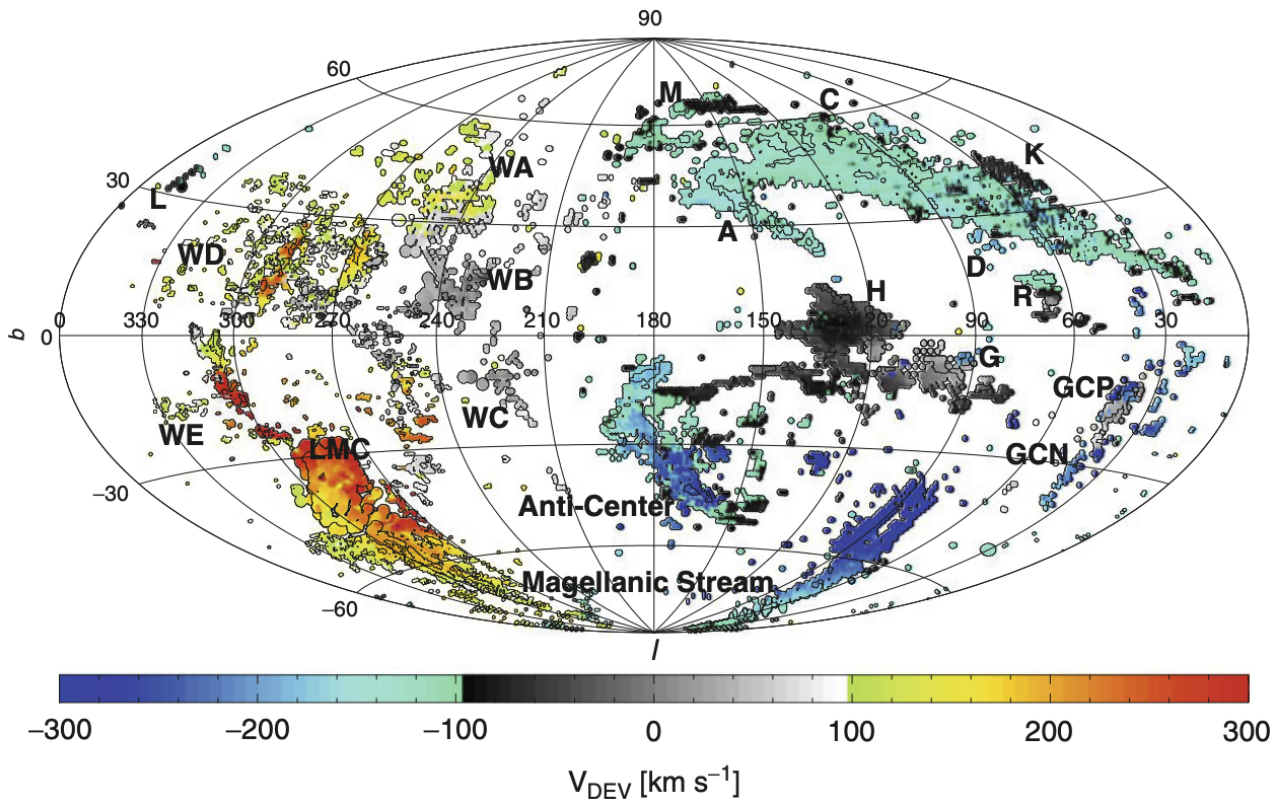 90
60
M
C
K
WA
30
L
A
WD
D
WB
R
H
b
0
0 330 300 270 240 210 180 150 120 90 60 30
G
GCP
WC
WE
LMC
GCN
−30
Anti-Center
Magellanic Stream
−60
l
−300 −200 −100 0 100 200 300
V_DEV [km s⁻¹]